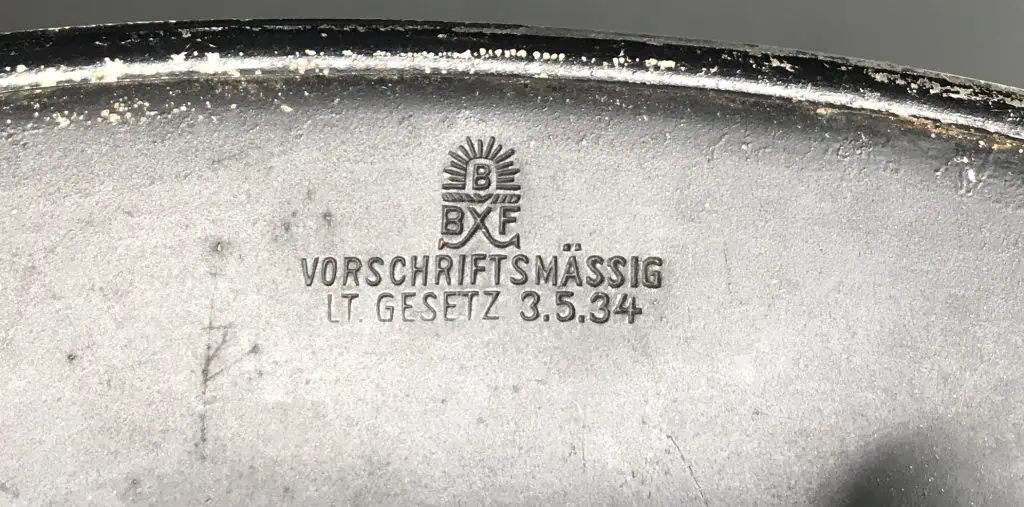 B
BXF
VORSCHRIFTSMÄSSIG
LT. GESETZ 3.5.34